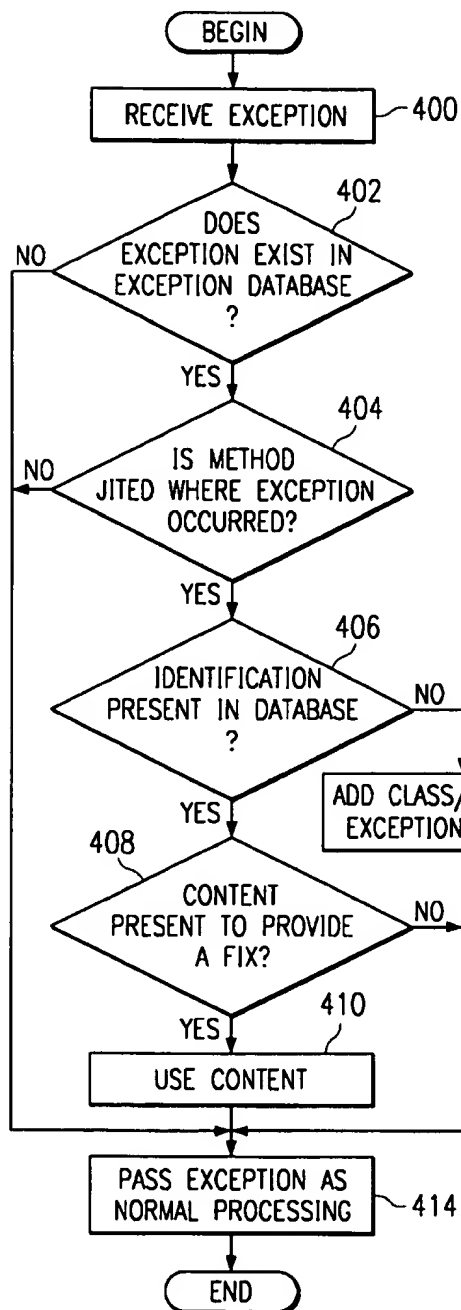 BEGIN
RECEIVE EXCEPTION
400
402
DOES
EXCEPTION EXIST IN
EXCEPTION DATABASE
?
NO
YES
404
IS METHOD
JITED WHERE EXCEPTION
OCCURRED?
NO
YES
406
IDENTIFICATION
PRESENT IN DATABASE
?
NO
YES
ADD CLASS/
EXCEPTION
408
CONTENT
PRESENT TO PROVIDE
A FIX?
NO
YES
410
USE CONTENT
PASS EXCEPTION AS
NORMAL PROCESSING
414
END